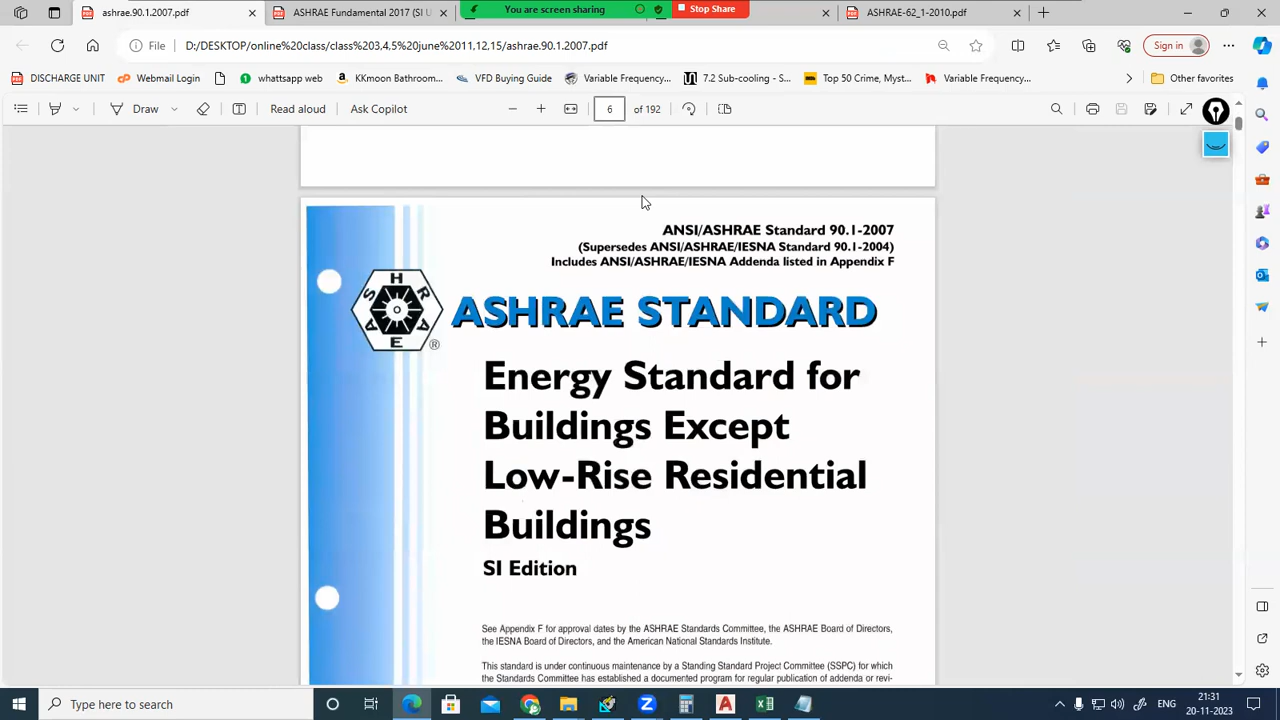 ashrae.90.1.2007.pdf
ASHRAE Fundamental 2017 (SI U
You are screen sharing
Stop Share
ASHRAE-62_1-2010.pdf
File
D:/DESKTOP/online%20class/class%203,4,5%20june%2011,12,15/ashrae.90.1.2007.pdf
Sign in
DISCHARGE UNIT
Webmail Login
whattsapp web
KKmoon Bathroom...
VFD Buying Guide
Variable Frequency...
7.2 Sub-cooling - S...
Top 50 Crime, Myst...
Variable Frequency...
Other favorites
Draw
Read aloud
Ask Copilot
6
of 192
ANSI/ASHRAE Standard 90.1-2007
(Supersedes ANSI/ASHRAE/IESNA Standard 90.1-2004)
Includes ANSI/ASHRAE/IESNA Addenda listed in Appendix F
ASHRAE
®
ASHRAE STANDARD
Energy Standard for
Buildings Except
Low-Rise Residential
Buildings
SI Edition
See Appendix F for approval dates by the ASHRAE Standards Committee, the ASHRAE Board of Directors,
the IESNA Board of Directors, and the American National Standards Institute.
This standard is under continuous maintenance by a Standing Standard Project Committee (SSPC) for which
the Standards Committee has established a documented program for regular publication of addenda or revi-
Type here to search
ENG
21:31
20-11-2023